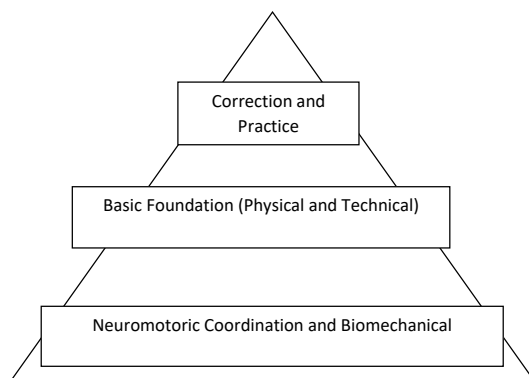 Correction and
Practice
Basic Foundation (Physical and Technical)
Neuromotoric Coordination and Biomechanical